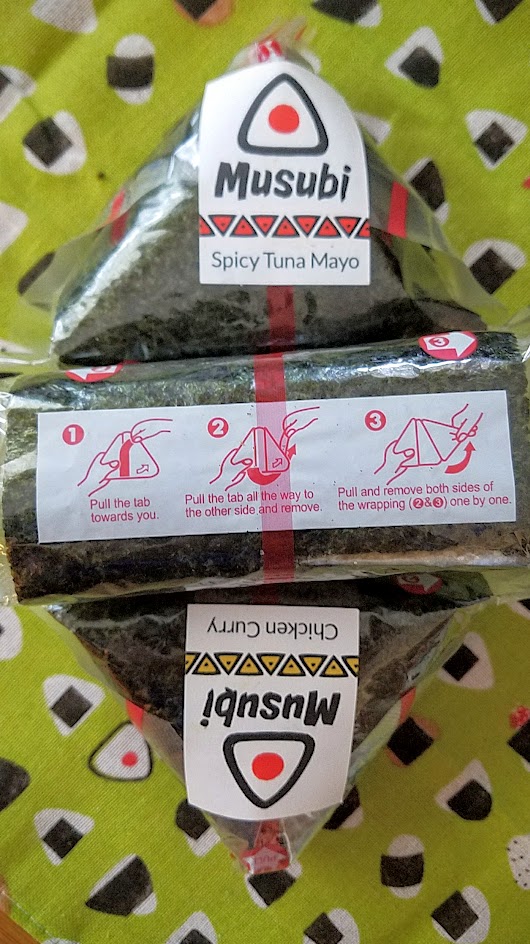 Musubi
Spicy Tuna Mayo
3
1
2
3
Pull the tab
towards you.
Pull the tab all the way to
the other side and remove.
Pull and remove both sides of
the wrapping (2&3) one by one.
Musubi
Chicken Curry
PULL